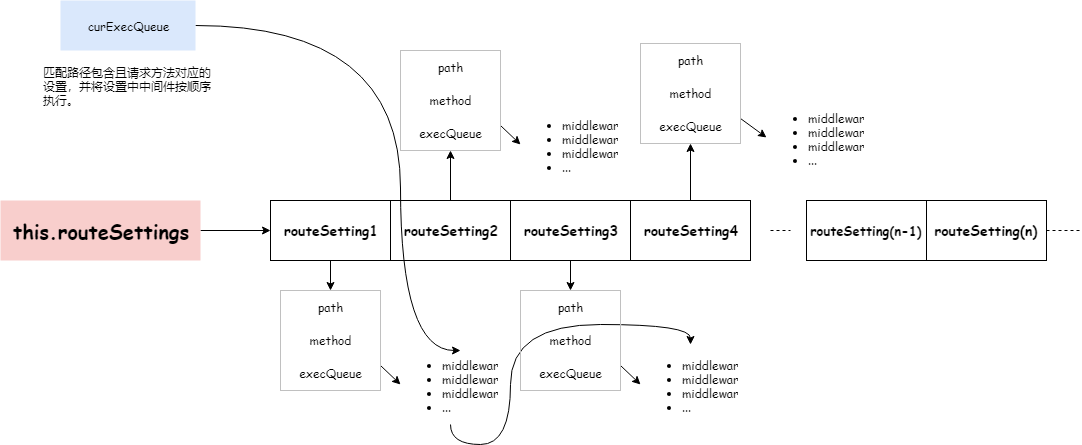 curExecQueue
匹配路径包含且请求方法对应的
设置，并将设置中中间件按顺序
执行。
path
method
execQueue
middlewar
middlewar
middlewar
...
path
method
execQueue
middlewar
middlewar
middlewar
...
this.routeSettings
routeSetting1
routeSetting2
routeSetting3
routeSetting4
routeSetting(n-1)
routeSetting(n)
path
method
execQueue
middlewar
middlewar
middlewar
...
path
method
execQueue
middlewar
middlewar
middlewar
...